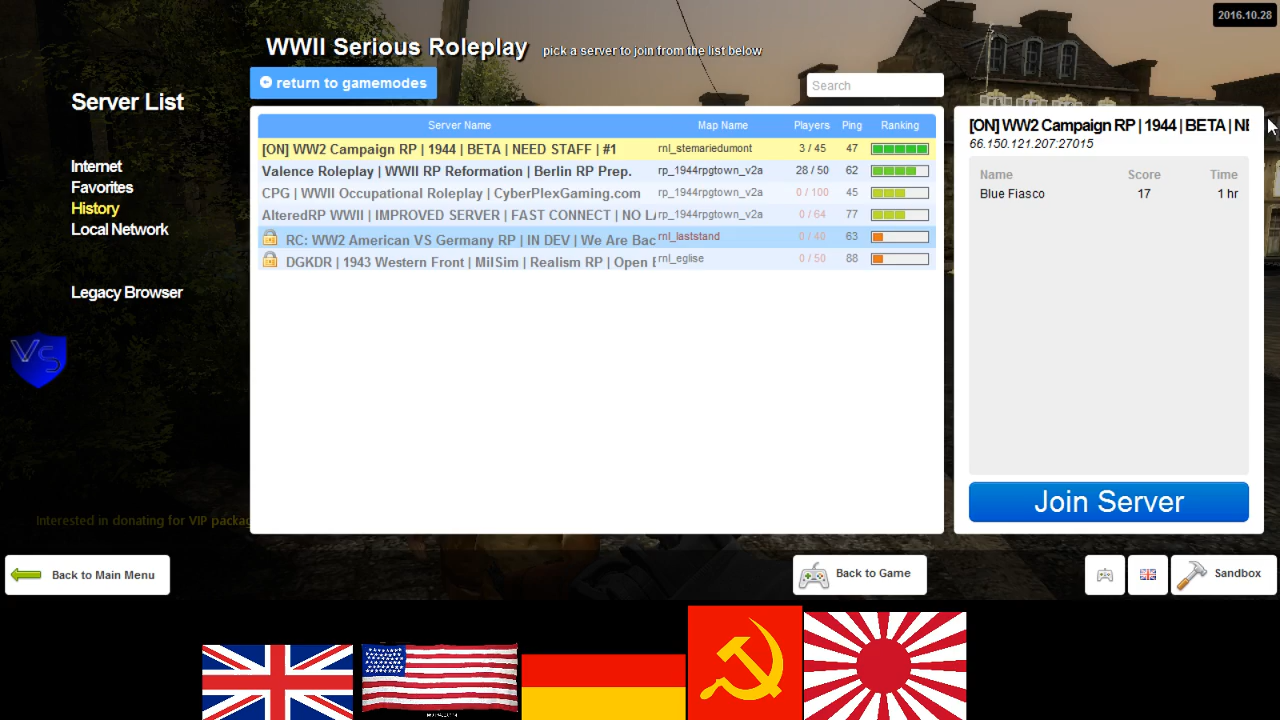 2016.10.28
WWII Serious Roleplay pick a server to join from the list below
return to gamemodes
Search
Server List
Internet
Favorites
History
Local Network
Legacy Browser
VS
Server Name Map Name Players Ping Ranking
[ON] WW2 Campaign RP | 1944 | BETA | NEED STAFF | #1 rnl_stemariedumont 3 / 45 47
Valence Roleplay | WWII RP Reformation | Berlin RP Prep. rp_1944rpgtown_v2a 28 / 50 62
CPG | WWII Occupational Roleplay | CyberPlexGaming.com rp_1944rpgtown_v2a 0 / 100 45
AlteredRP WWII | IMPROVED SERVER | FAST CONNECT | NO LA rp_1944rpgtown_v2a 0 / 64 77
RC: WW2 American VS Germany RP | IN DEV | We Are Bac rnl_laststand 0 / 40 63
DGKDR | 1943 Western Front | MilSim | Realism RP | Open E rnl_eglise 0 / 50 88
[ON] WW2 Campaign RP | 1944 | BETA | NE
66.150.121.207:27015
Name Score Time
Blue Fiasco 17 1 hr
Join Server
Interested in donating for VIP packag
Back to Main Menu
Back to Game
Sandbox